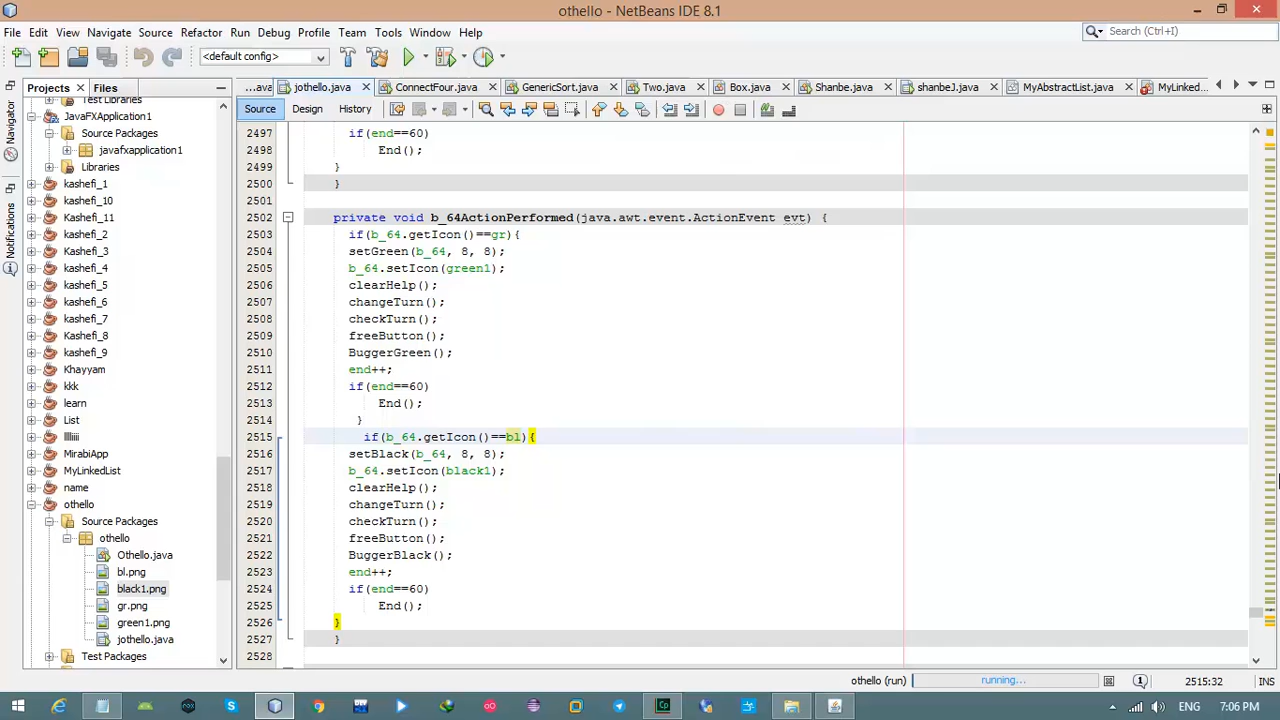 othello - NetBeans IDE 8.1
File Edit View Navigate Source Refactor Run Debug Profile Team Tools Window Help
Search (Ctrl+I)
<default config>
Projects Files
...ava jothello.java ConnectFour.java GenericSort.java Two.java Box.java Shanbe.java shanbeJ.java MyAbstractList.java MyLinked...
Source Design History
Navigator
Notifications
Test Libraries
JavaFXApplication1
Source Packages
javafxapplication1
Libraries
kashefi_1
kashefi_10
Kashefi_11
kashefi_2
Kashefi_3
kashefi_4
kashefi_5
kashefi_6
kashefi_7
Kashefi_8
kashefi_9
Khayyam
kkk
learn
List
MirabiApp
MyLinkedList
name
othello
Source Packages
othello
Othello.java
bl.png
black1.png
gr.png
green1.png
jothello.java
Test Packages
2497 if(end==60)
2498 End();
2499 }
2500 }
2501
2502 private void b_64ActionPerformed(java.awt.event.ActionEvent evt) {
2503 if(b_64.getIcon()==gr){
2504 setGreen(b_64, 8, 8);
2505 b_64.setIcon(green1);
2506 clearHelp();
2507 changeTurn();
2508 checkTurn();
2509 freeButton();
2510 BuggerGreen();
2511 end++;
2512 if(end==60)
2513 End();
2514 }
2515 if(b_64.getIcon()==bl){
2516 setBlack(b_64, 8, 8);
2517 b_64.setIcon(black1);
2518 clearHelp();
2519 changeTurn();
2520 checkTurn();
2521 freeButton();
2522 BuggerBlack();
2523 end++;
2524 if(end==60)
2525 End();
2526 }
2527 }
2528
othello (run) running... 2515:32 INS
ENG 7:06 PM